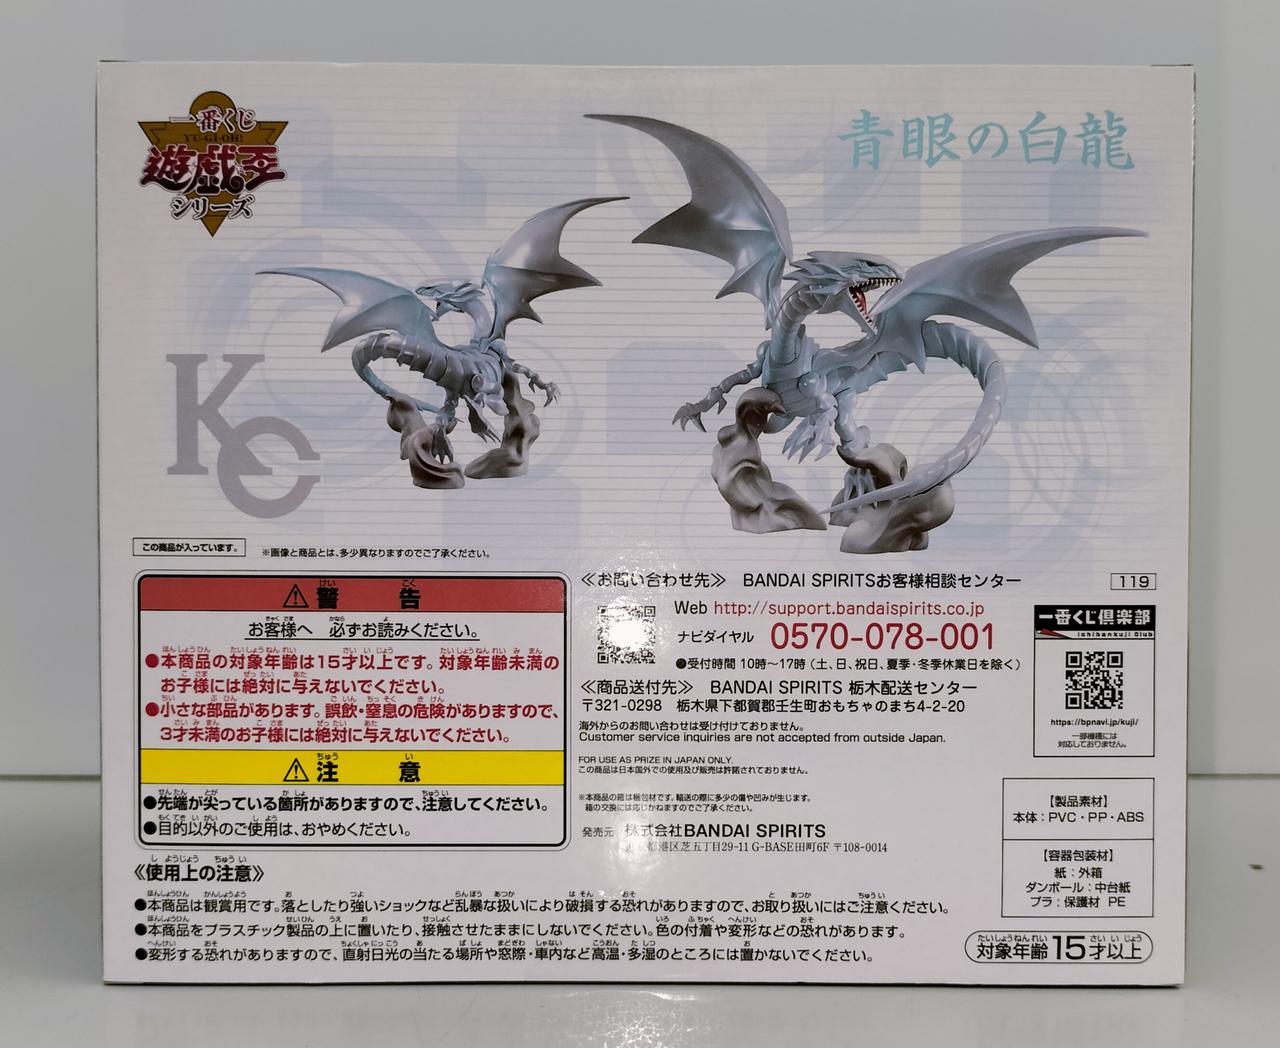 一番くじ
YU-GI-OH!
遊戯王
シリーズ
青眼の白龍
KC
この商品が入っています。
※画像と商品とは、多少異なりますのでご了承ください。
警告
お客様へ 必ずお読みください。
●本商品の対象年齢は15才以上です。対象年齢未満の
お子様には絶対に与えないでください。
●小さな部品があります。誤飲・窒息の危険がありますので、
3才未満のお子様には絶対に与えないでください。
注意
●先端が尖っている箇所がありますので、注意してください。
●目的以外のご使用は、おやめください。
≪お問い合わせ先≫ BANDAI SPIRITSお客様相談センター
119
Web http://support.bandaispirits.co.jp
ナビダイヤル 0570-078-001
●受付時間 10時〜17時(土、日、祝日、夏季・冬季休業日を除く)
≪商品送付先≫ BANDAI SPIRITS 栃木配送センター
〒321-0298 栃木県下都賀郡壬生町おもちゃのまち4-2-20
海外からのお問い合わせは受け付けておりません。
Customer service inquiries are not accepted from outside Japan.
FOR USE AS PRIZE IN JAPAN ONLY.
この商品は日本国外での使用及び販売は許諾されておりません。
※本商品の箱は梱包材です。輸送の際に多少の傷や凹みが生じます。
箱の交換には応じかねますのでご了承ください。
発売元 株式会社BANDAI SPIRITS
東京都港区芝五丁目29-11 G-BASE田町6F 〒108-0014
一番くじ倶楽部
Ichibankuji Club
https://bpnavi.jp/kuji/
一部機種には
対応しておりません。
【製品素材】
本体:PVC・PP・ABS
【容器包装材】
紙:外箱
ダンボール:中台紙
プラ:保護材 PE
≪使用上の注意≫
●本商品は観賞用です。落としたり強いショックなど乱暴な扱いにより破損する恐れがありますので、お取り扱いにはご注意ください。
●本商品をプラスチック製品の上に置いたり、接触させたままにしないでください。色の付着や変形などの恐れがあります。
●変形する恐れがありますので、直射日光の当たる場所や窓際・車内など高温・多湿のところには置かないでください。
対象年齢15才以上